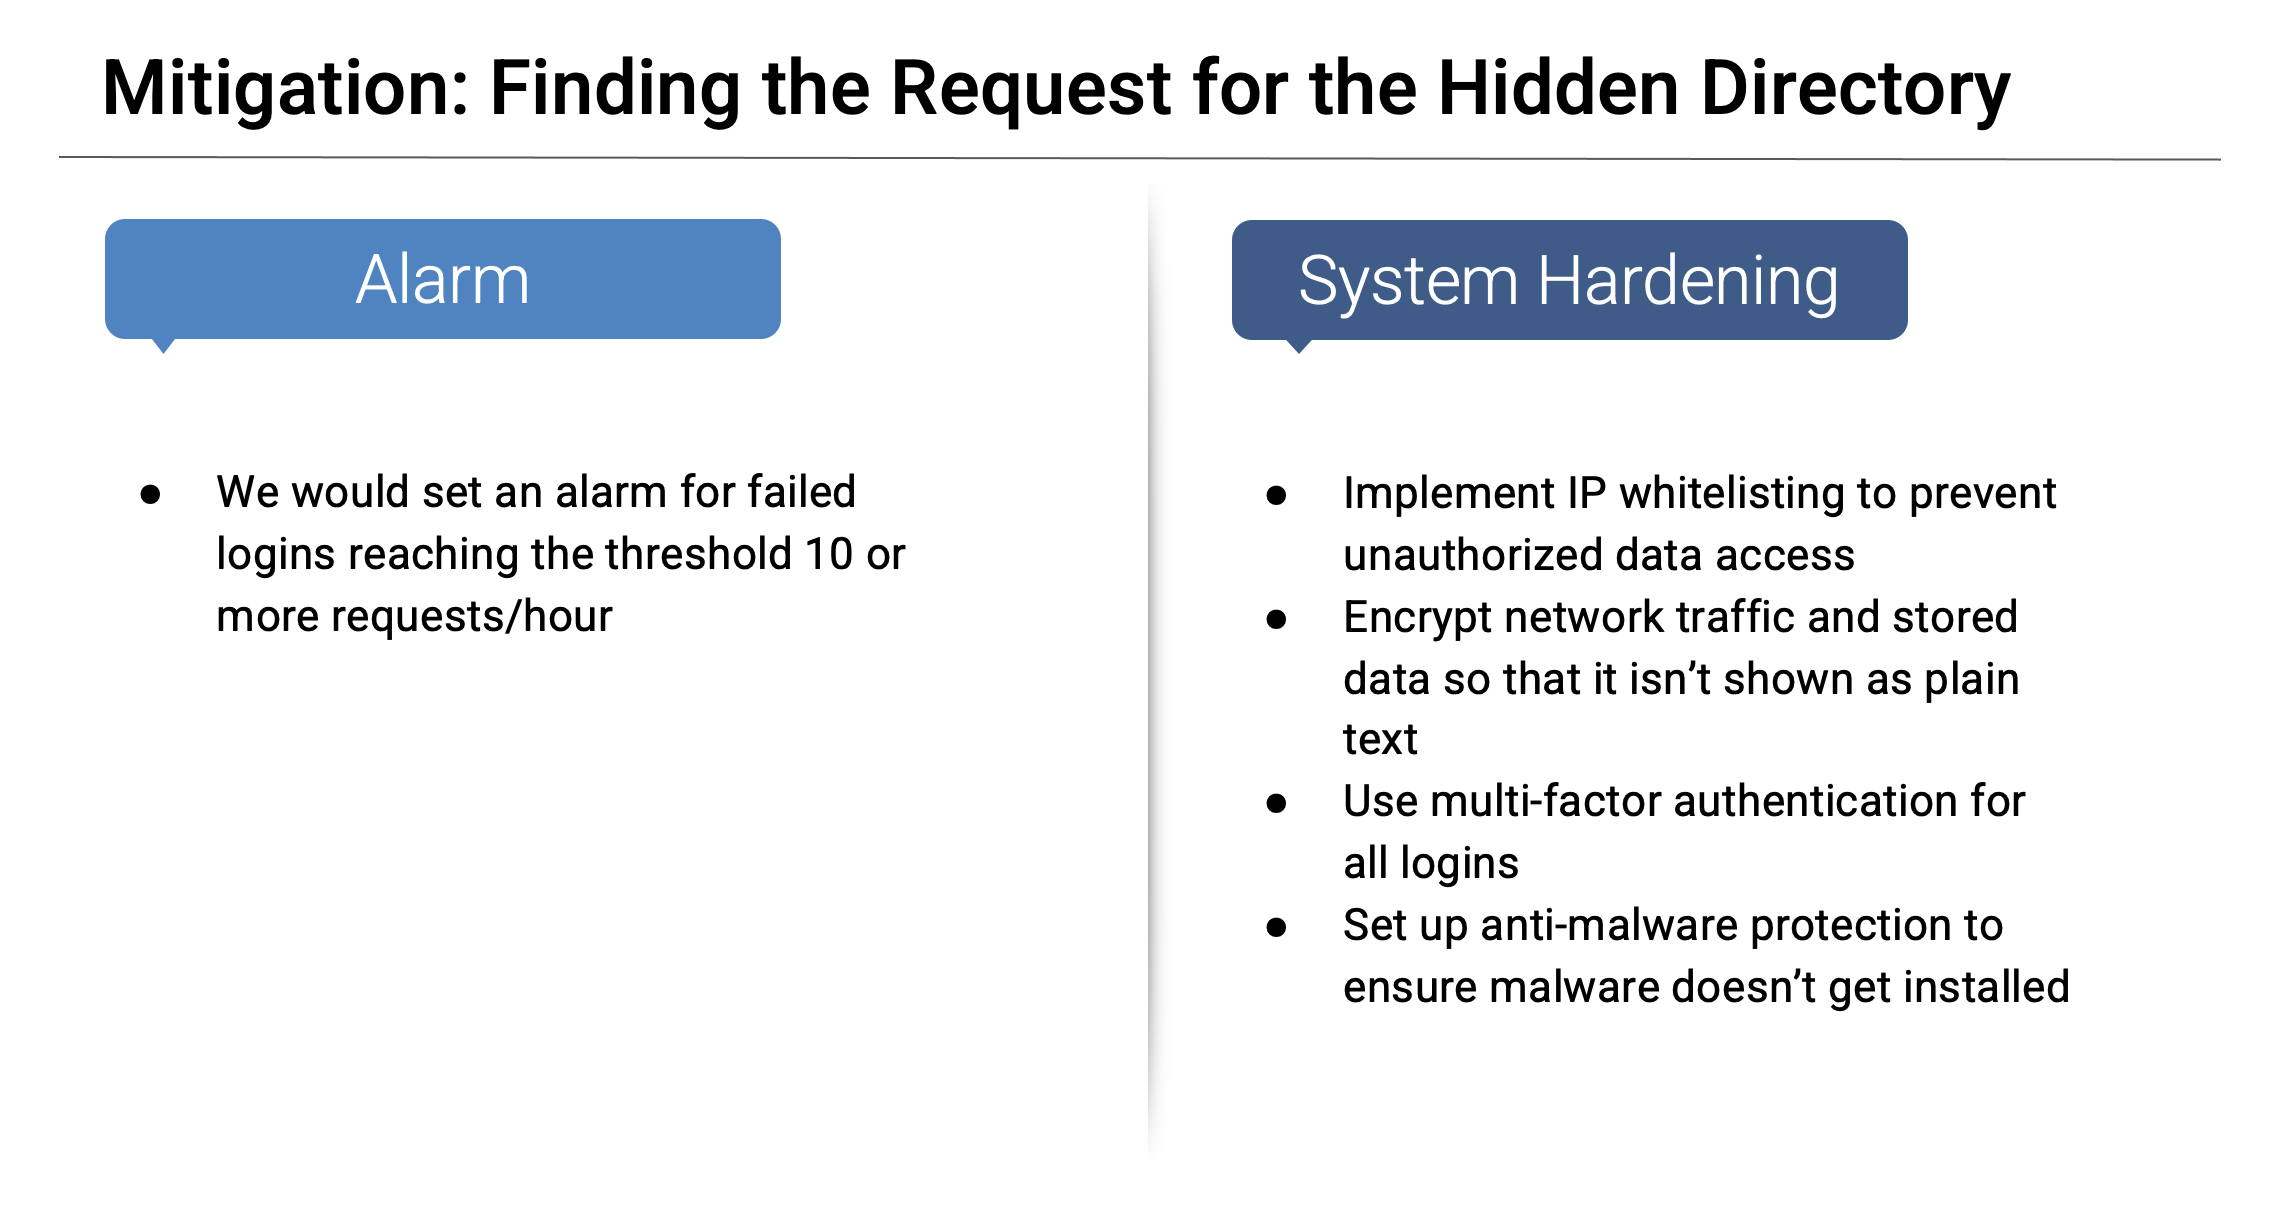 Mitigation: Finding the Request for the Hidden Directory
Alarm
● We would set an alarm for failed
logins reaching the threshold 10 or
more requests/hour
System Hardening
● Implement IP whitelisting to prevent
unauthorized data access
● Encrypt network traffic and stored
data so that it isn’t shown as plain
text
● Use multi-factor authentication for
all logins
● Set up anti-malware protection to
ensure malware doesn’t get installed